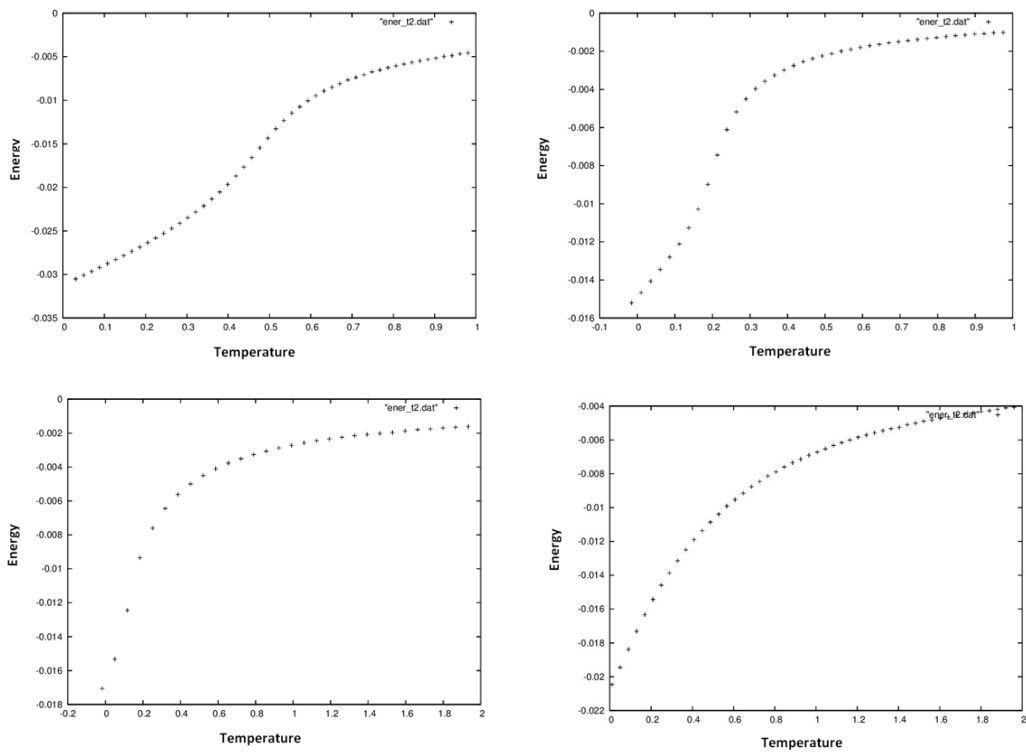 0
"ener_t2.dat" +
-0.005
-0.01
-0.015
-0.02
-0.025
-0.03
-0.035
Energy
0 0.1 0.2 0.3 0.4 0.5 0.6 0.7 0.8 0.9 1
Temperature
0
"ener_t2.dat" +
-0.002
-0.004
-0.006
-0.008
-0.01
-0.012
-0.014
-0.016
Energy
-0.1 0 0.1 0.2 0.3 0.4 0.5 0.6 0.7 0.8 0.9 1
Temperature
0
"ener_t2.dat" +
-0.002
-0.004
-0.006
-0.008
-0.01
-0.012
-0.014
-0.016
-0.018
Energy
-0.2 0 0.2 0.4 0.6 0.8 1 1.2 1.4 1.6 1.8 2
Temperature
-0.004
"ener_t2.dat" +
-0.006
-0.008
-0.01
-0.012
-0.014
-0.016
-0.018
-0.02
-0.022
Energy
0 0.2 0.4 0.6 0.8 1 1.2 1.4 1.6 1.8 2
Temperature